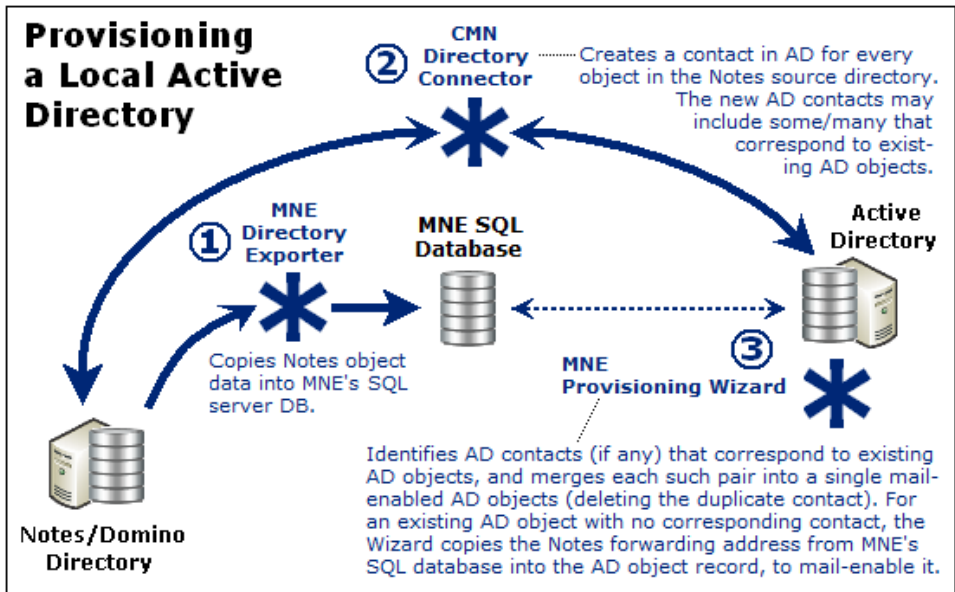 Provisioning
a Local Active
Directory
2
CMN
Directory
Connector
Creates a contact in AD for every
object in the Notes source directory.
The new AD contacts may
include some/many that
correspond to exist-
ing AD objects.
1
MNE
Directory
Exporter
Copies Notes object
data into MNE's SQL
server DB.
MNE SQL
Database
Active
Directory
3
MNE
Provisioning Wizard
Identifies AD contacts (if any) that correspond to existing
AD objects, and merges each such pair into a single mail-
enabled AD objects (deleting the duplicate contact). For
an existing AD object with no corresponding contact, the
Wizard copies the Notes forwarding address from MNE's
SQL database into the AD object record, to mail-enable it.
Notes/Domino
Directory